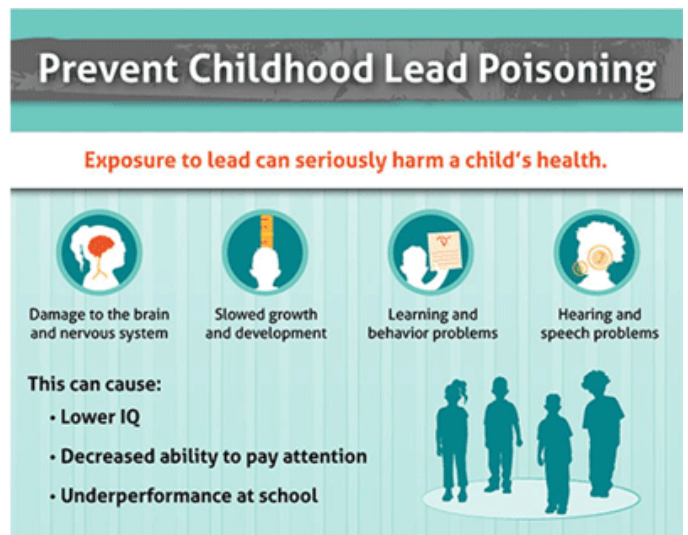 Prevent Childhood Lead Poisoning
Exposure to lead can seriously harm a child's health.
Damage to the brain
and nervous system
Slowed growth
and development
Learning and
behavior problems
Hearing and
speech problems
This can cause:
• Lower IQ
• Decreased ability to pay attention
• Underperformance at school